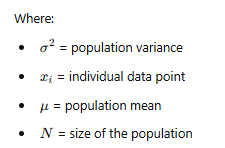 Where:
• σ² = population variance
• xᵢ = individual data point
• μ = population mean
• N = size of the population